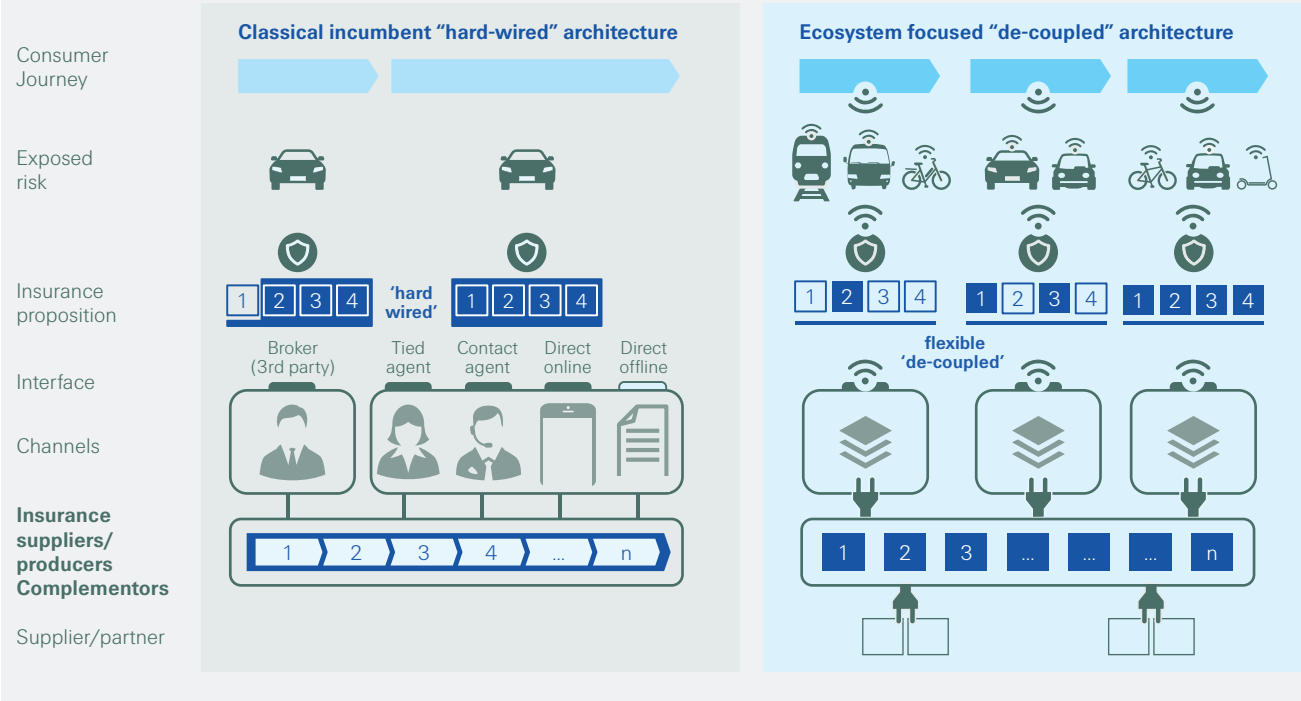 Classical incumbent “hard-wired” architecture
Ecosystem focused “de-coupled” architecture
Consumer
Journey
Exposed
risk
Insurance
proposition
1 2 3 4
‘hard
wired’
1 2 3 4
1 2 3 4
1 2 3 4
1 2 3 4
flexible
‘de-coupled’
Interface
Broker
(3rd party)
Tied
agent
Contact
agent
Direct
online
Direct
offline
Channels
Insurance
suppliers/
producers
Complementors
1 2 3 4 ... n
1 2 3 ... ... ... n
Supplier/partner